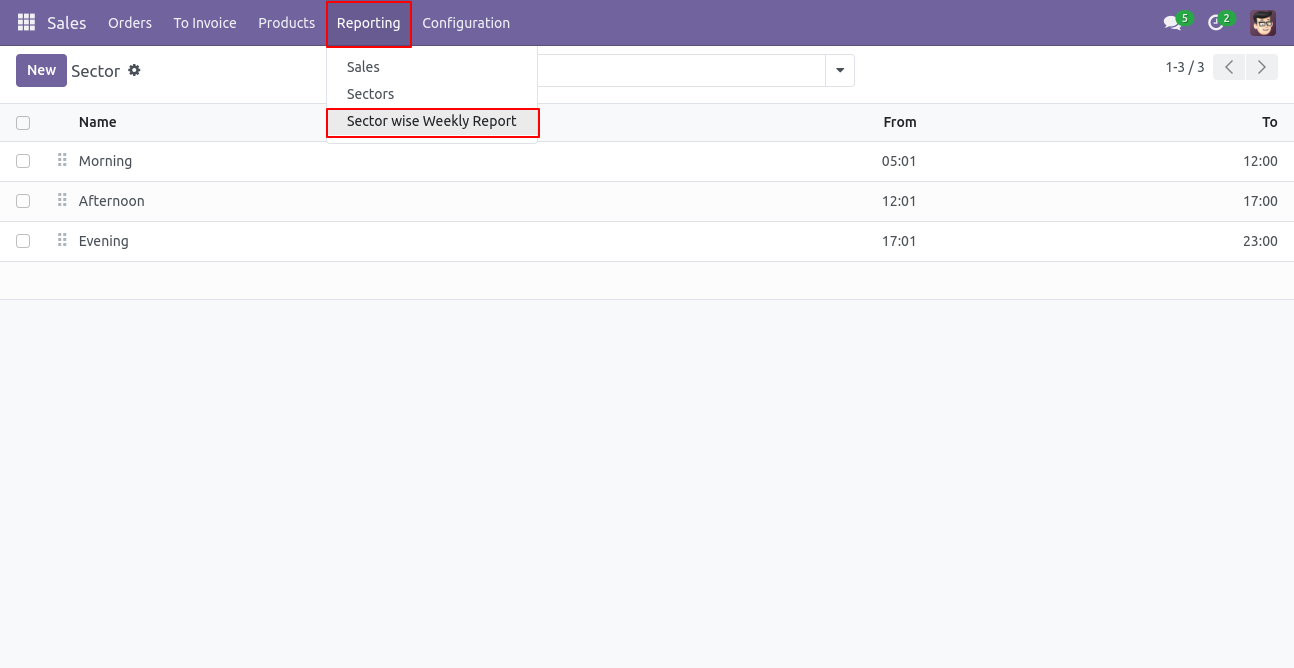 Sales Orders To Invoice Products Reporting Configuration 5 2
New Sector 1-3 / 3
Sales
Sectors
Sector wise Weekly Report
Name From To
Morning 05:01 12:00
Afternoon 12:01 17:00
Evening 17:01 23:00